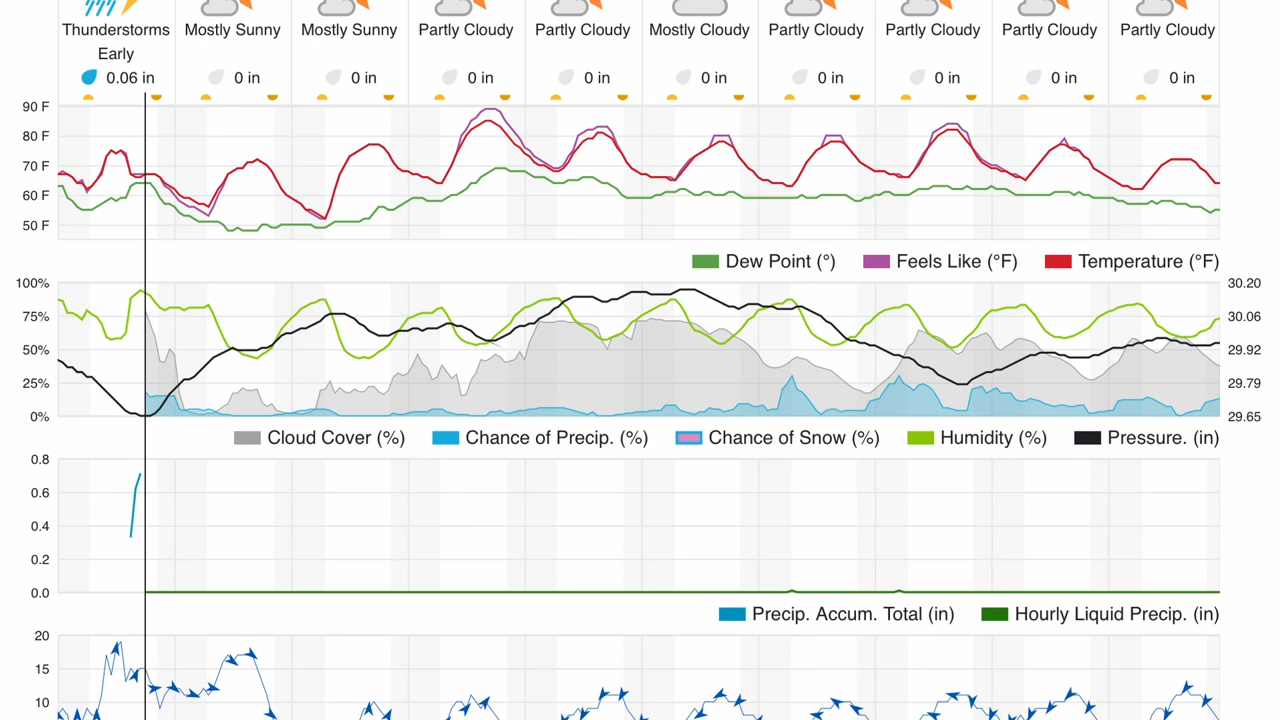 Thunderstorms Early
Mostly Sunny
Mostly Sunny
Partly Cloudy
Partly Cloudy
Mostly Cloudy
Partly Cloudy
Partly Cloudy
Partly Cloudy
Partly Cloudy
0.06 in
0 in
0 in
0 in
0 in
0 in
0 in
0 in
0 in
0 in
90 F
80 F
70 F
60 F
50 F
Dew Point (°) Feels Like (°F) Temperature (°F)
100% 30.20
75% 30.06
50% 29.92
25% 29.79
0% 29.65
Cloud Cover (%) Chance of Precip. (%) Chance of Snow (%) Humidity (%) Pressure. (in)
0.8
0.6
0.4
0.2
0.0
Precip. Accum. Total (in) Hourly Liquid Precip. (in)
20
15
10